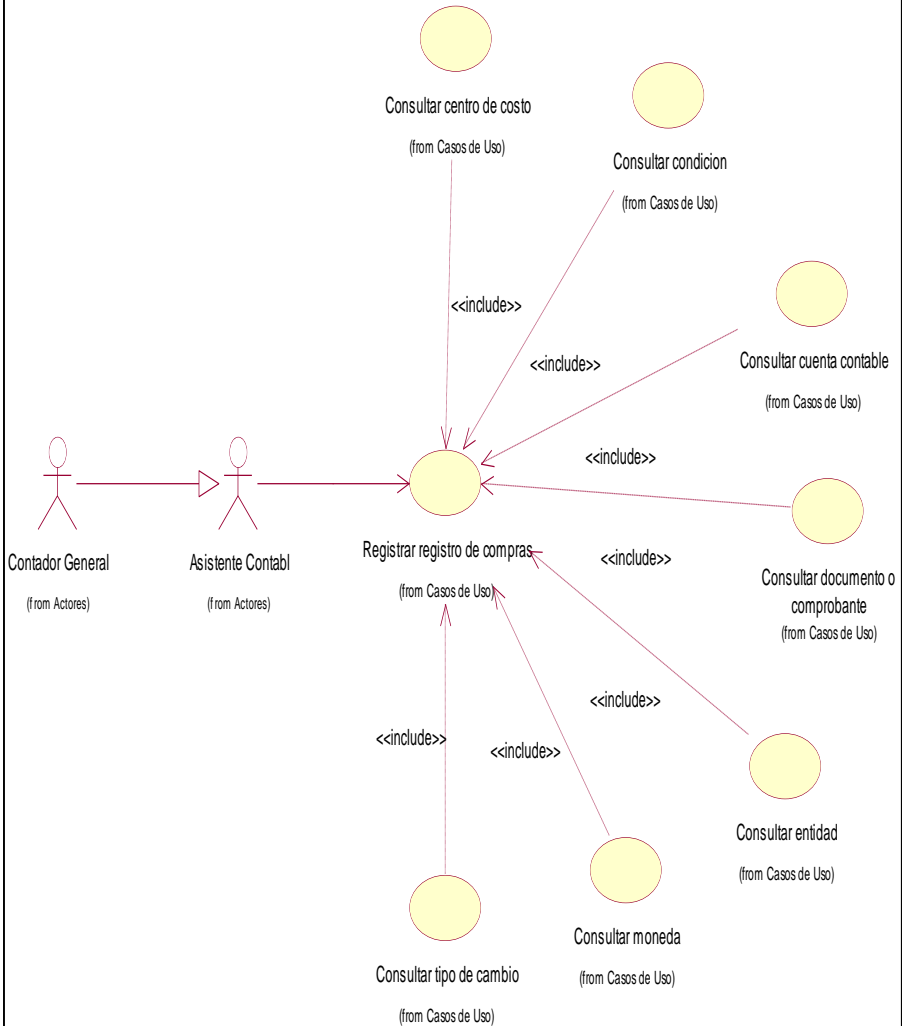 Consultar centro de costo
(from Casos de Uso)
Consultar condicion
(from Casos de Uso)
<<include>>
<<include>>
Consultar cuenta contable
(from Casos de Uso)
<<include>>
Contador General
(from Actores)
Asistente Contabl
(from Actores)
Registrar registro de compras
(from Casos de Uso)
<<include>>
Consultar documento o
comprobante
(from Casos de Uso)
<<include>>
<<include>>
<<include>>
Consultar entidad
(from Casos de Uso)
Consultar moneda
(from Casos de Uso)
Consultar tipo de cambio
(from Casos de Uso)